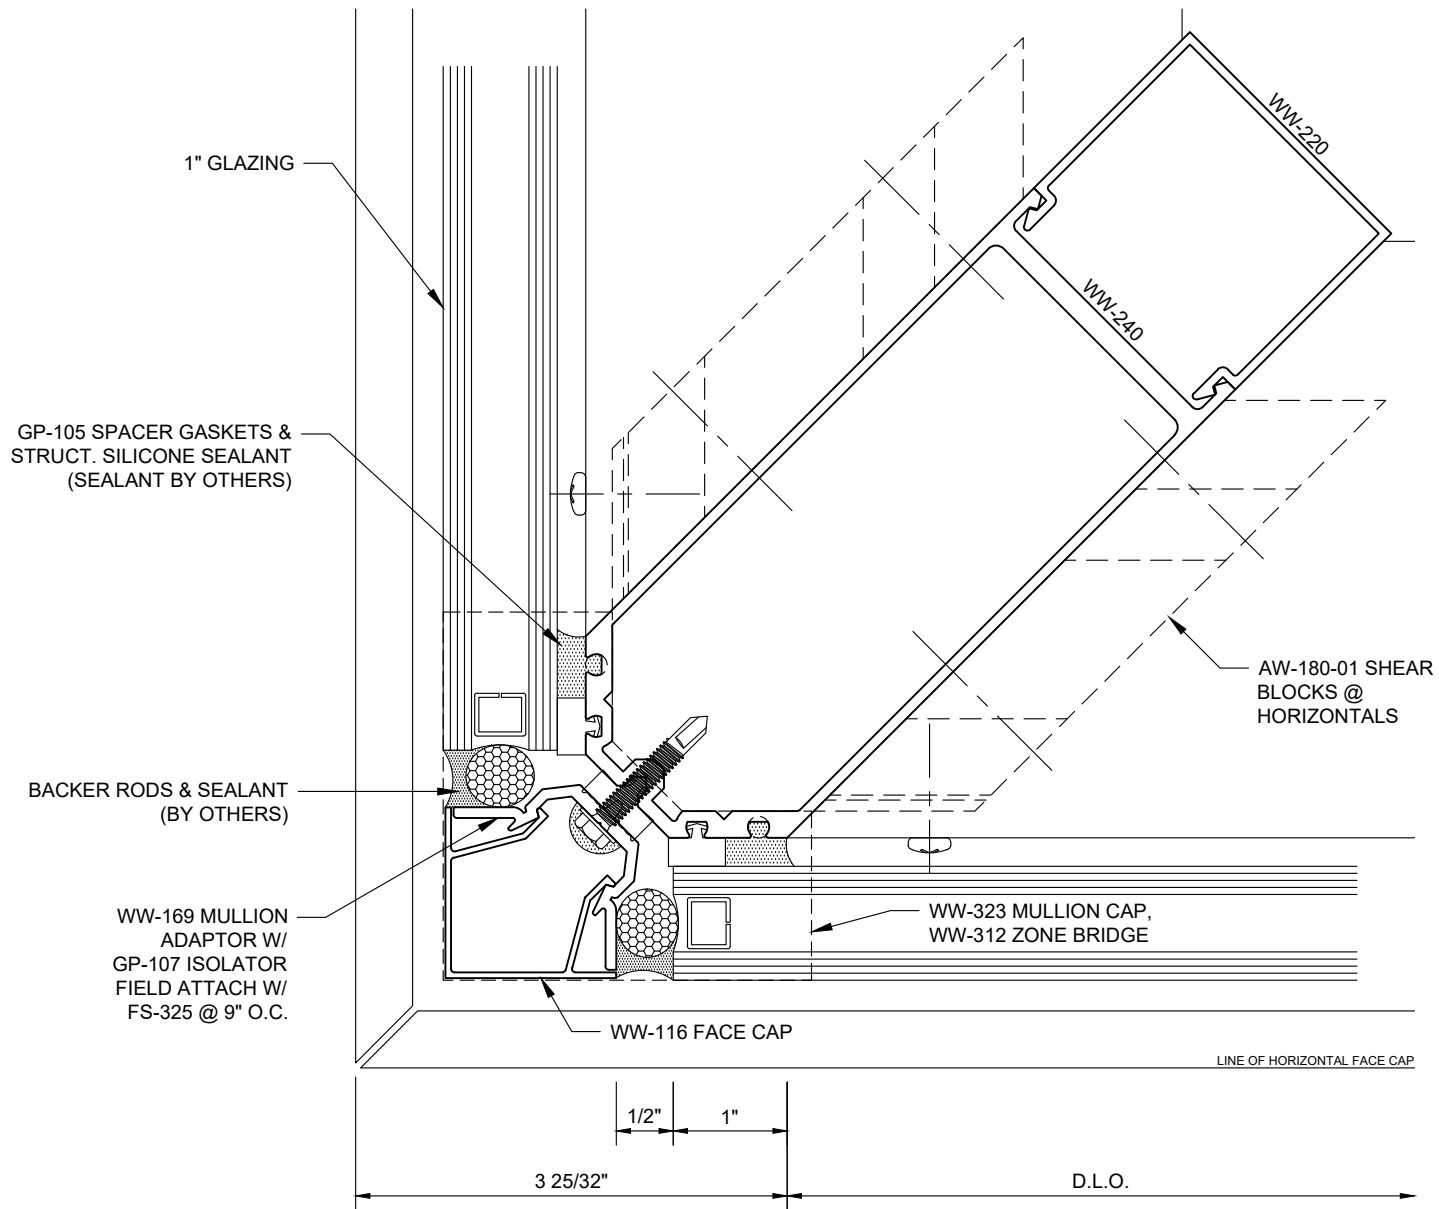 WW-220
1" GLAZING
WW-240
GP-105 SPACER GASKETS &
STRUCT. SILICONE SEALANT
(SEALANT BY OTHERS)
AW-180-01 SHEAR
BLOCKS @
HORIZONTALS
BACKER RODS & SEALANT
(BY OTHERS)
WW-169 MULLION
ADAPTOR W/
GP-107 ISOLATOR
FIELD ATTACH W/
FS-325 @ 9" O.C.
WW-323 MULLION CAP,
WW-312 ZONE BRIDGE
WW-116 FACE CAP
LINE OF HORIZONTAL FACE CAP
1/2"
1"
3 25/32"
D.L.O.